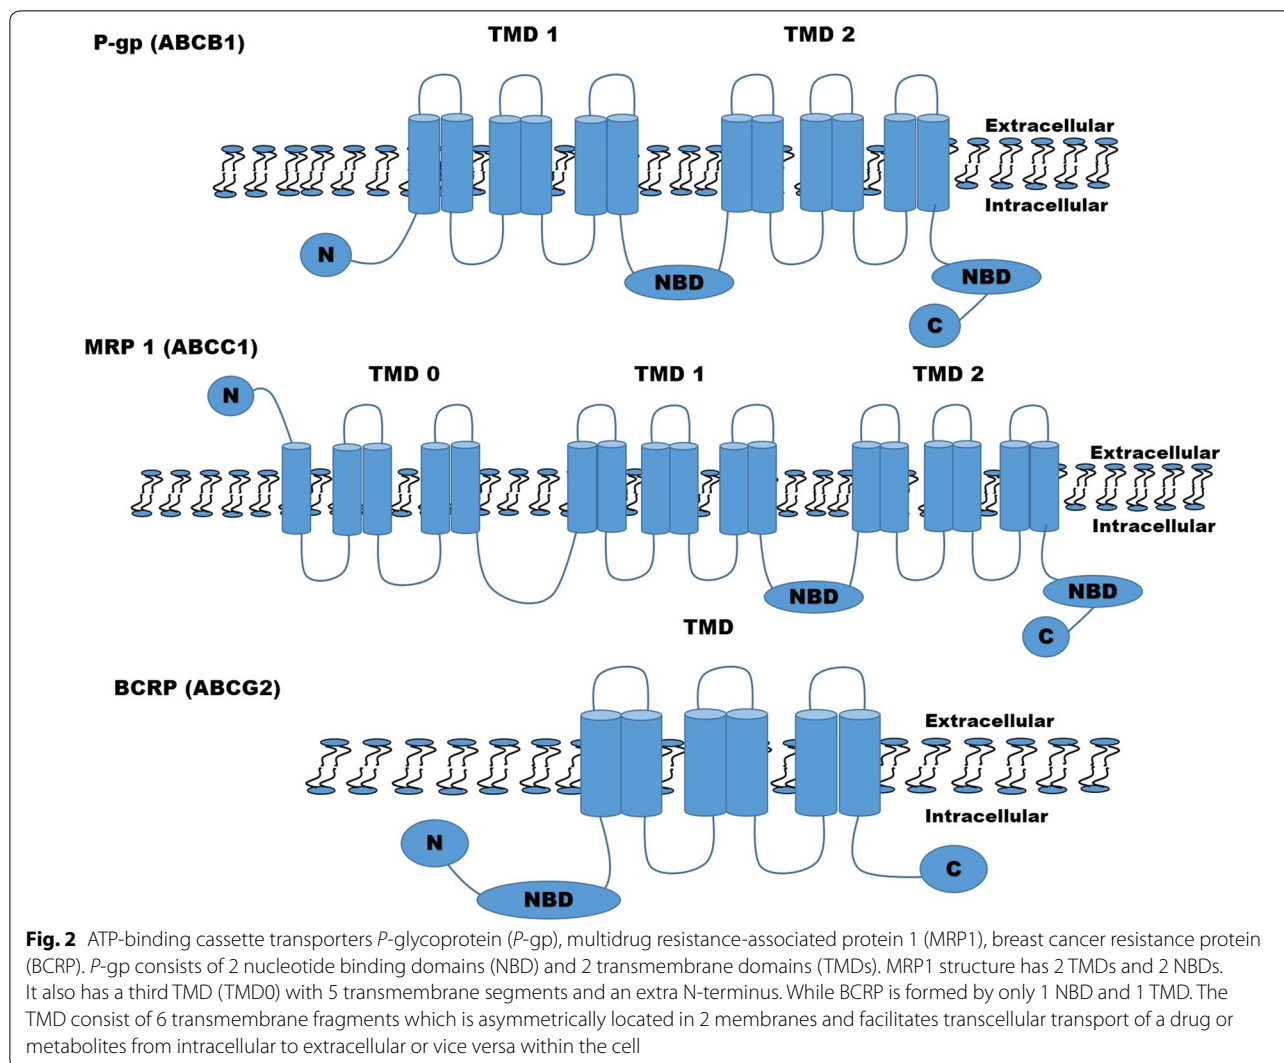 P-gp (ABCB1)
TMD 1
TMD 2
Extracellular
Intracellular
N
NBD
NBD
C
MRP 1 (ABCC1)
TMD 0
TMD 1
TMD 2
N
Extracellular
Intracellular
NBD
NBD
C
TMD
BCRP (ABCG2)
Extracellular
Intracellular
N
C
NBD
Fig. 2 ATP-binding cassette transporters P-glycoprotein (P-gp), multidrug resistance-associated protein 1 (MRP1), breast cancer resistance protein
(BCRP). P-gp consists of 2 nucleotide binding domains (NBD) and 2 transmembrane domains (TMDs). MRP1 structure has 2 TMDs and 2 NBDs.
It also has a third TMD (TMD0) with 5 transmembrane segments and an extra N-terminus. While BCRP is formed by only 1 NBD and 1 TMD. The
TMD consist of 6 transmembrane fragments which is asymmetrically located in 2 membranes and facilitates transcellular transport of a drug or
metabolites from intracellular to extracellular or vice versa within the cell